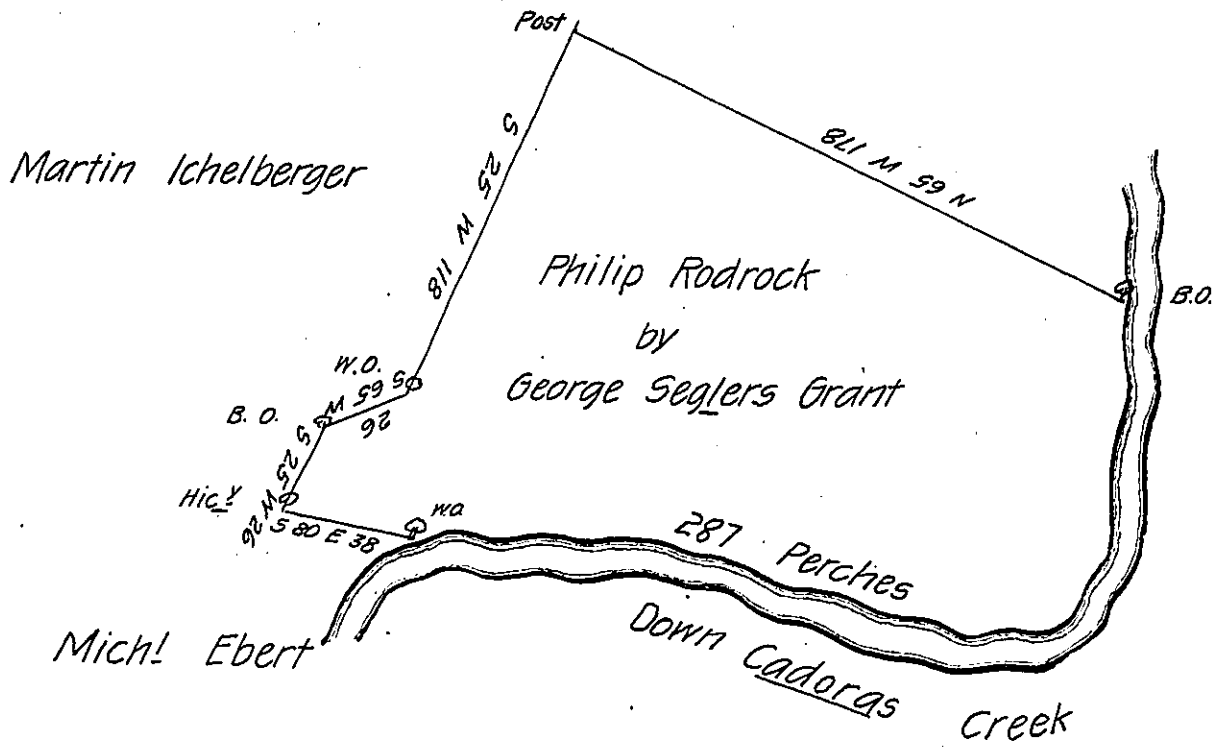 Post
S 25 W 118
N 65 W 178
Martin Ichelberger
Philip Rodrock
by
George Seglers Grant
B.O.
W.O.
S 65 W
26
B. O.
S 25 W 26
Hic.y
S 80 E 38
wa
287 Perches
Down Cadoras Creek
Mich! Ebert